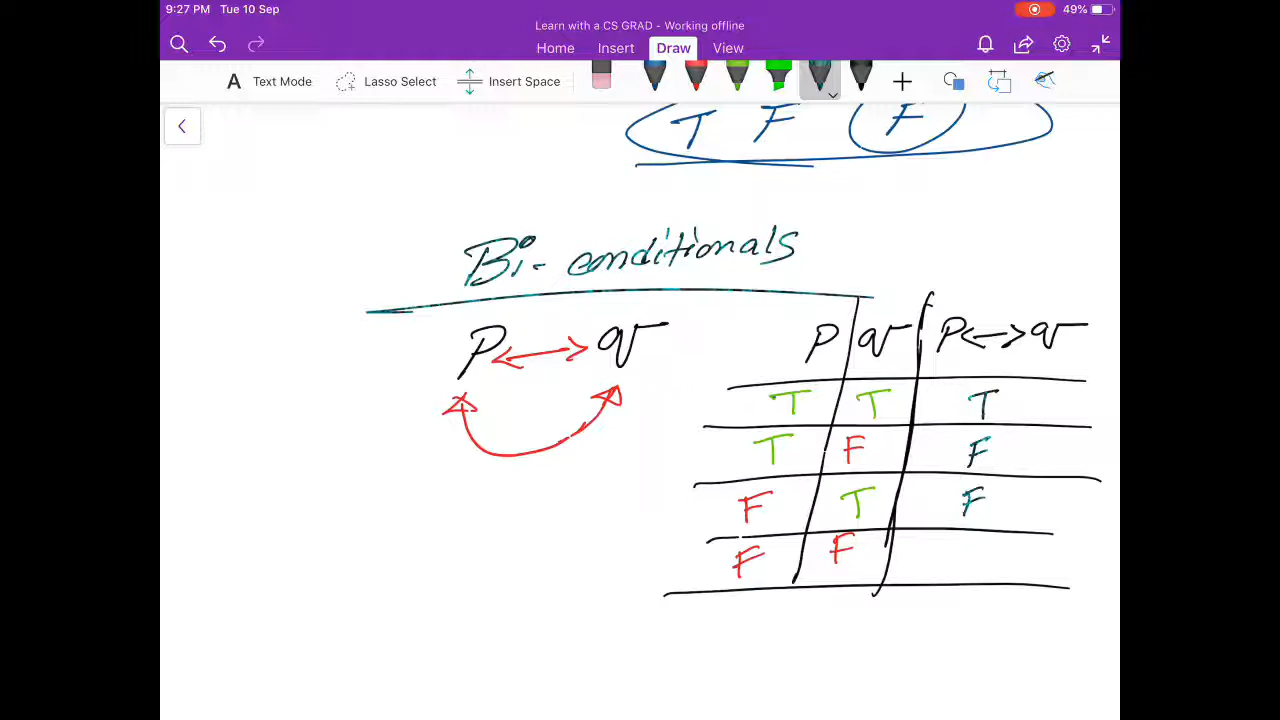 9:27 PM Tue 10 Sep 49%
Learn with a CS GRAD - Working offline
Home Insert Draw View
A Text Mode Lasso Select Insert Space
T F F
Bi-conditionals
P ↔ q
P q P↔q
T T T
T F F
F T F
F F